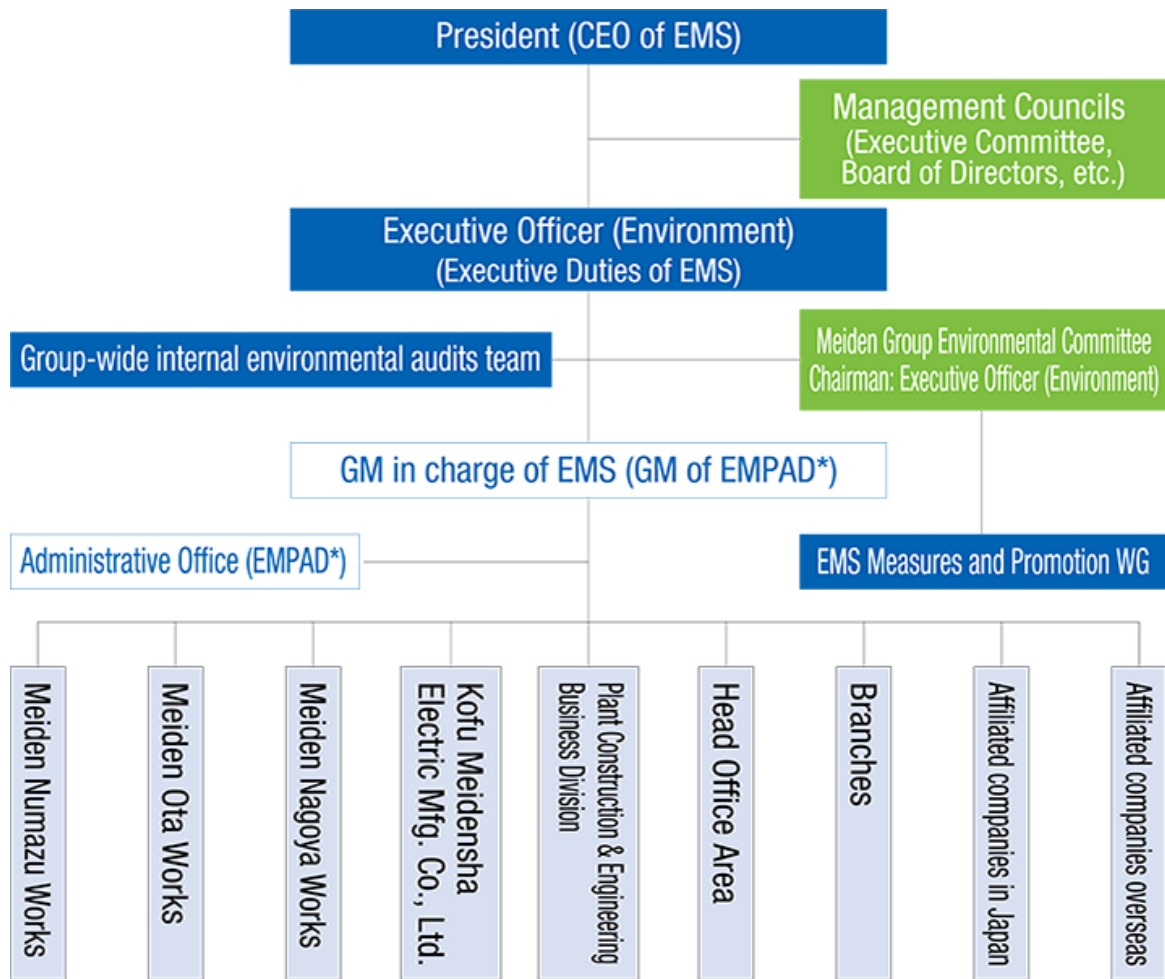 President (CEO of EMS)
Management Councils
(Executive Committee,
Board of Directors, etc.)
Executive Officer (Environment)
(Executive Duties of EMS)
Group-wide internal environmental audits team
Meiden Group Environmental Committee
Chairman: Executive Officer (Environment)
GM in charge of EMS (GM of EMPAD*)
Administrative Office (EMPAD*)
EMS Measures and Promotion WG
Meiden Numazu Works
Meiden Ota Works
Meiden Nagoya Works
Kofu Meidensha
Electric Mfg. Co., Ltd.
Plant Construction & Engineering
Business Division
Head Office Area
Branches
Affiliated companies in Japan
Affiliated companies overseas